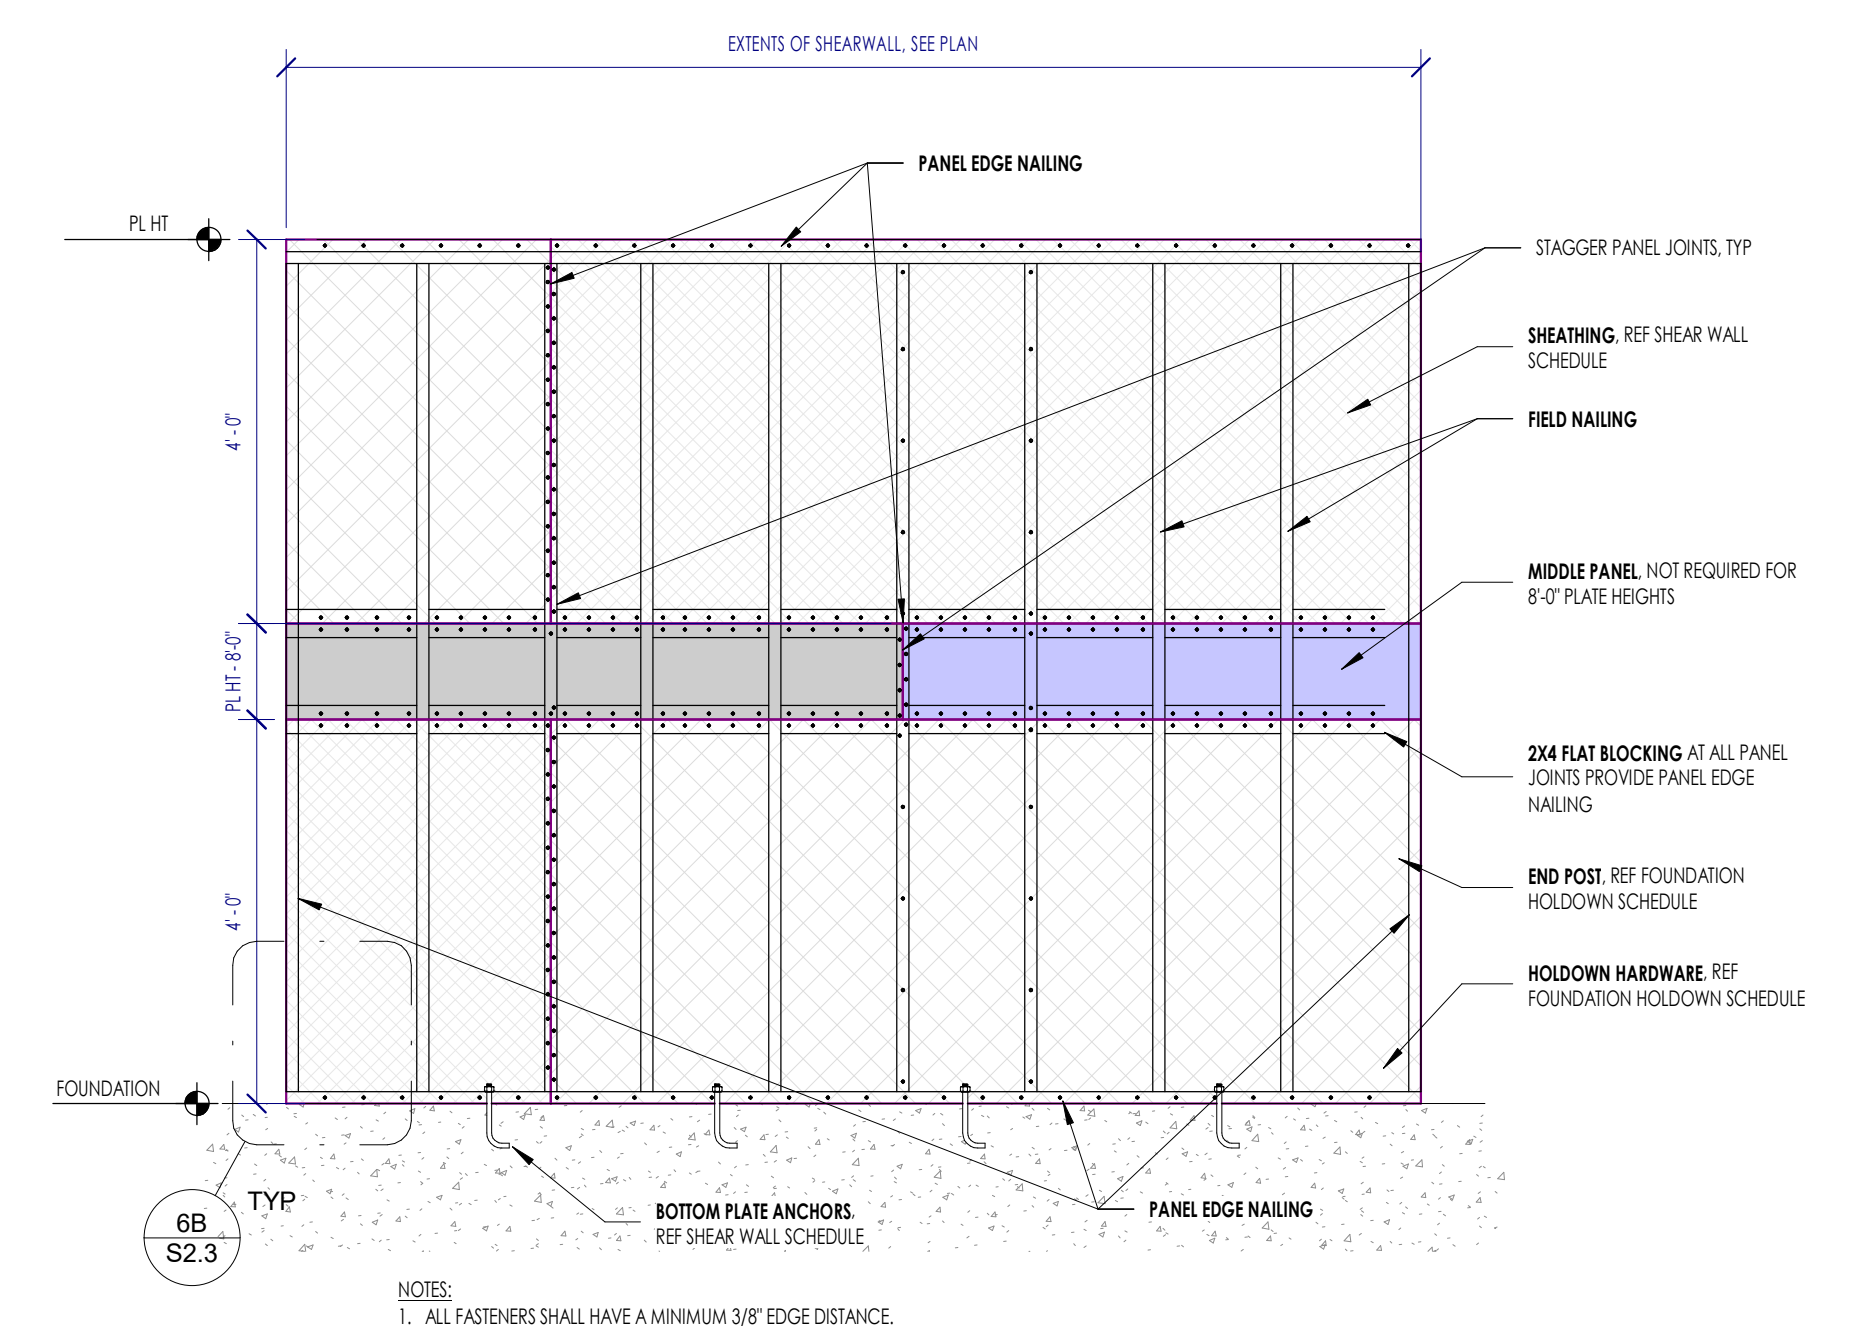 EXTENTS OF SHEARWALL, SEE PLAN
PANEL EDGE NAILING
PL HT
STAGGER PANEL JOINTS, TYP
SHEATHING, REF SHEAR WALL
SCHEDULE
4' - 0"
FIELD NAILING
MIDDLE PANEL, NOT REQUIRED FOR
8'-0" PLATE HEIGHTS
PL HT - 8'-0"
2X4 FLAT BLOCKING AT ALL PANEL
JOINTS PROVIDE PANEL EDGE
NAILING
4' - 0"
END POST, REF FOUNDATION
HOLDOWN SCHEDULE
HOLDOWN HARDWARE, REF
FOUNDATION HOLDOWN SCHEDULE
FOUNDATION
TYP
6B
S2.3
BOTTOM PLATE ANCHORS,
REF SHEAR WALL SCHEDULE
PANEL EDGE NAILING
NOTES:
1. ALL FASTENERS SHALL HAVE A MINIMUM 3/8" EDGE DISTANCE.